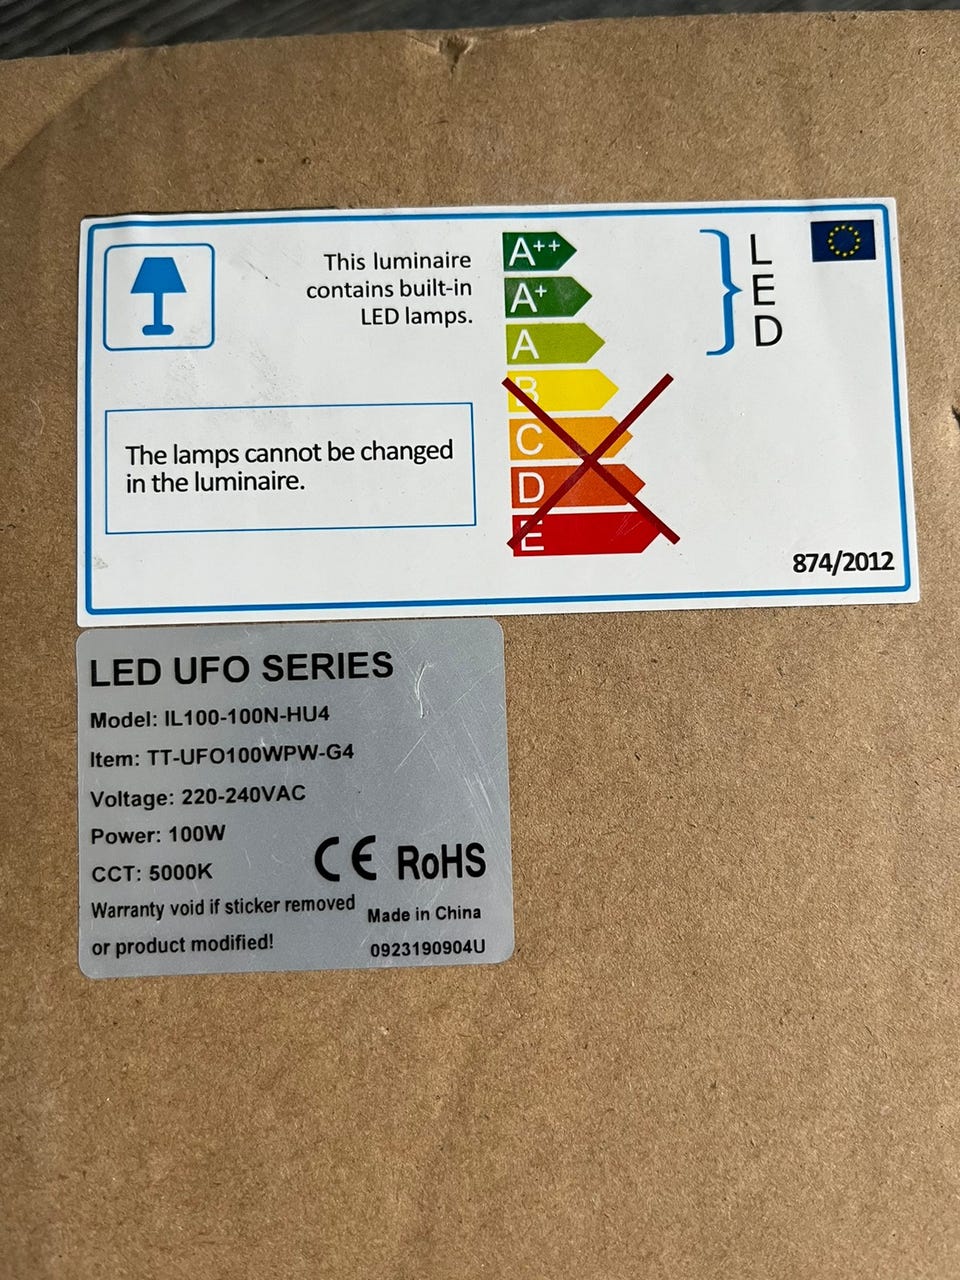 This luminaire
contains built-in
LED lamps.
The lamps cannot be changed
in the luminaire.
A++
A+
A
B
C
D
E
L
E
D
874/2012
LED UFO SERIES
Model: IL100-100N-HU4
Item: TT-UFO100WPW-G4
Voltage: 220-240VAC
Power: 100W
CCT: 5000K
CE RoHS
Warranty void if sticker removed
or product modified!
Made in China
0923190904U